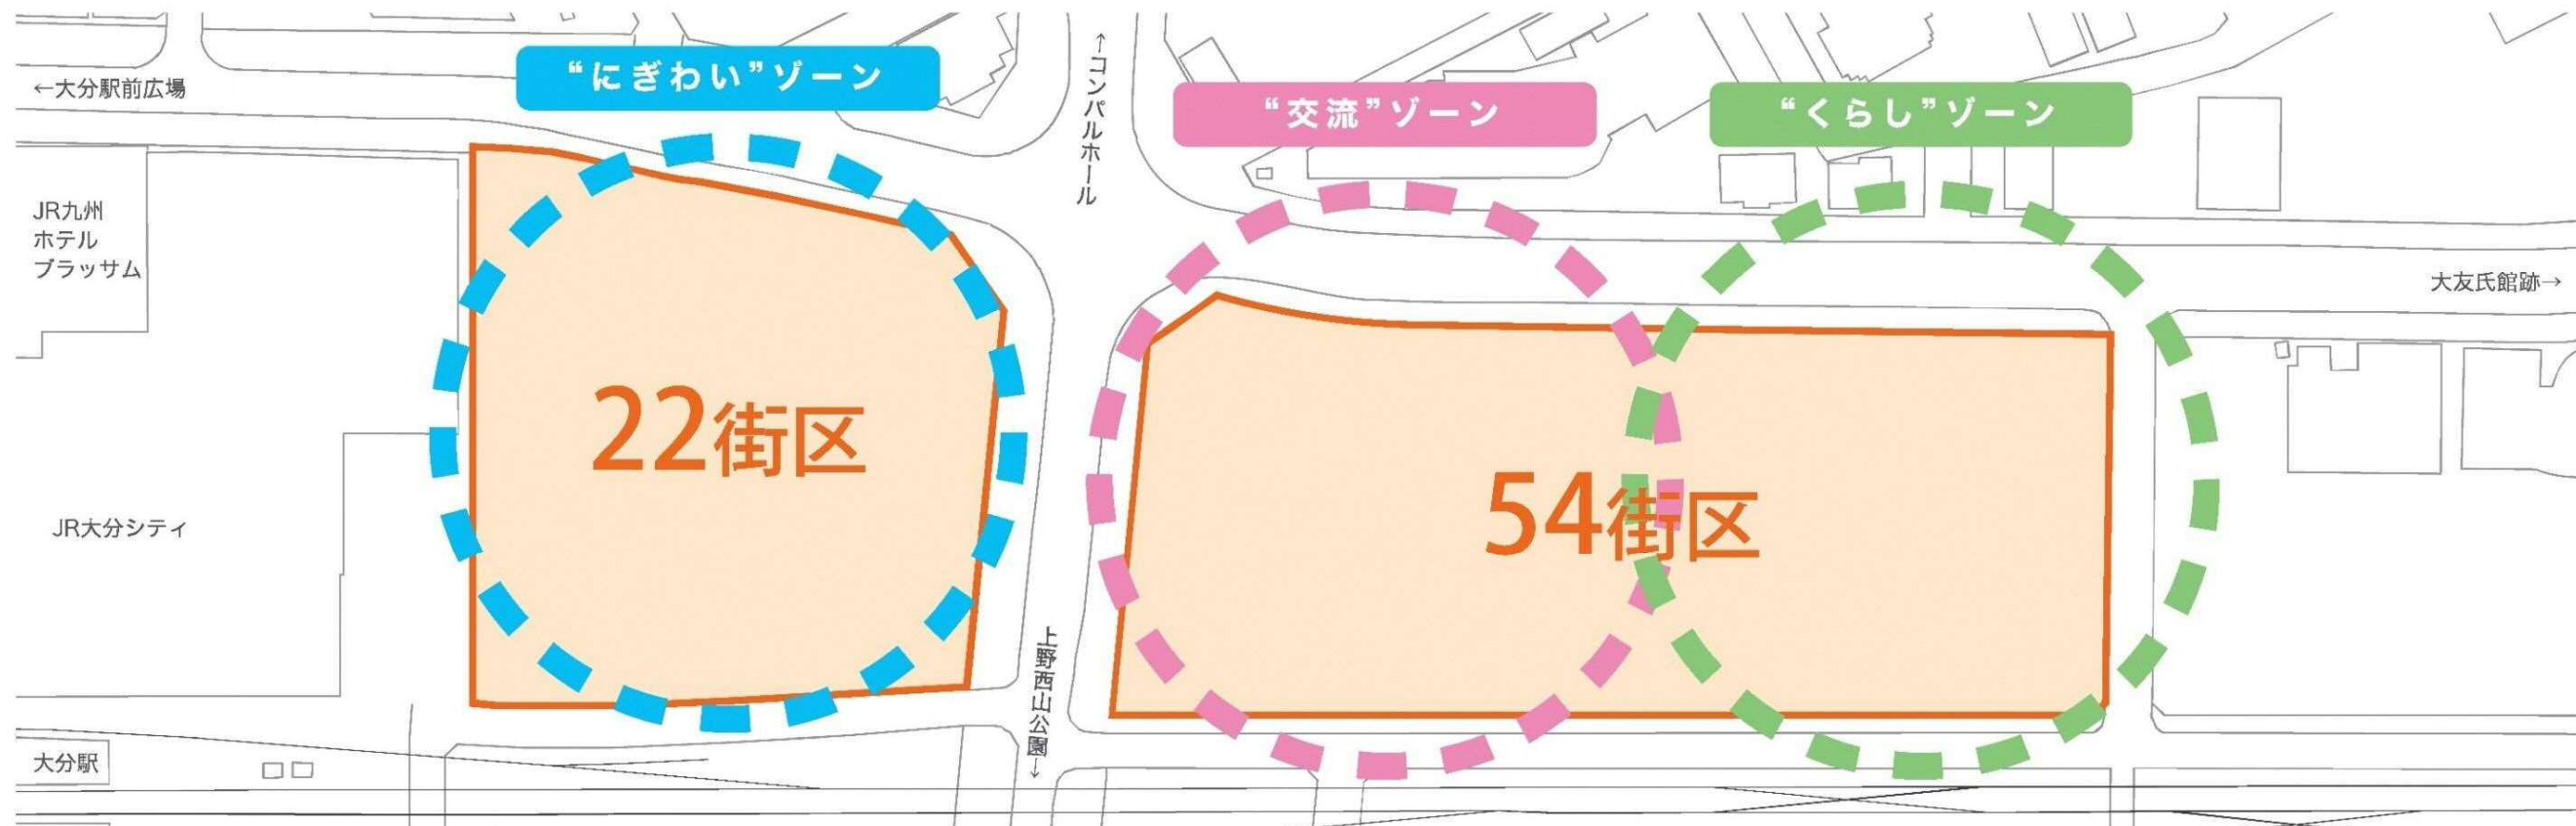 “にぎわい”ゾーン
←大分駅前広場
←コンパルホール
“交流”ゾーン
“くらし”ゾーン
JR九州
ホテル
ブラッサム
大友氏館跡→
22街区
54街区
JR大分シティ
上野西山公園→
大分駅